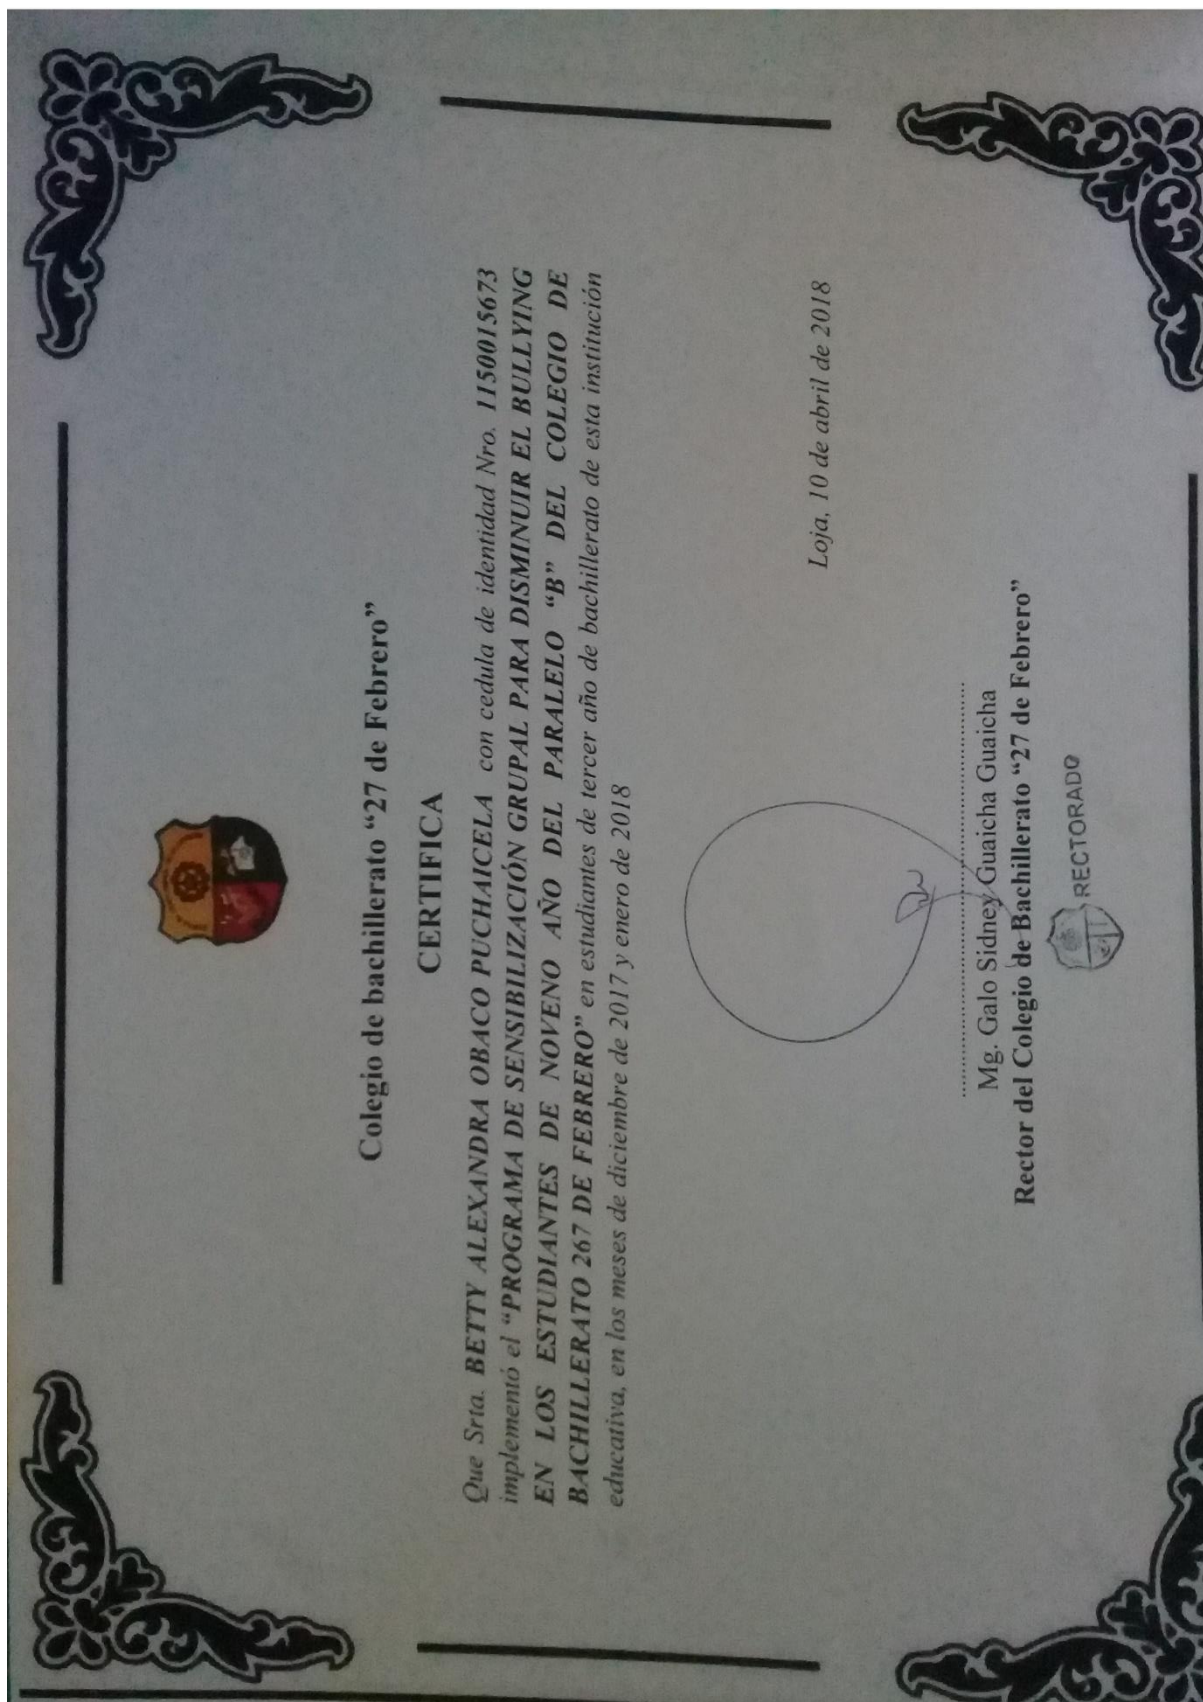 Colegio de bachillerato “27 de Febrero”
CERTIFICA
Que Srta. BETTY ALEXANDRA OBACO PUCHAICELA con cedula de identidad Nro. 1150015673
implementó el “PROGRAMA DE SENSIBILIZACIÓN GRUPAL PARA DISMINUIR EL BULLYING
EN LOS ESTUDIANTES DE NOVENO AÑO DEL PARALELO “B” DEL COLEGIO DE
BACHILLERATO 267 DE FEBRERO” en estudiantes de tercer año de bachillerato de esta institución
educativa, en los meses de diciembre de 2017 y enero de 2018
Loja, 10 de abril de 2018
Mg. Galo Sidney Guaicha Guaicha
Rector del Colegio de Bachillerato “27 de Febrero”
RECTORADO